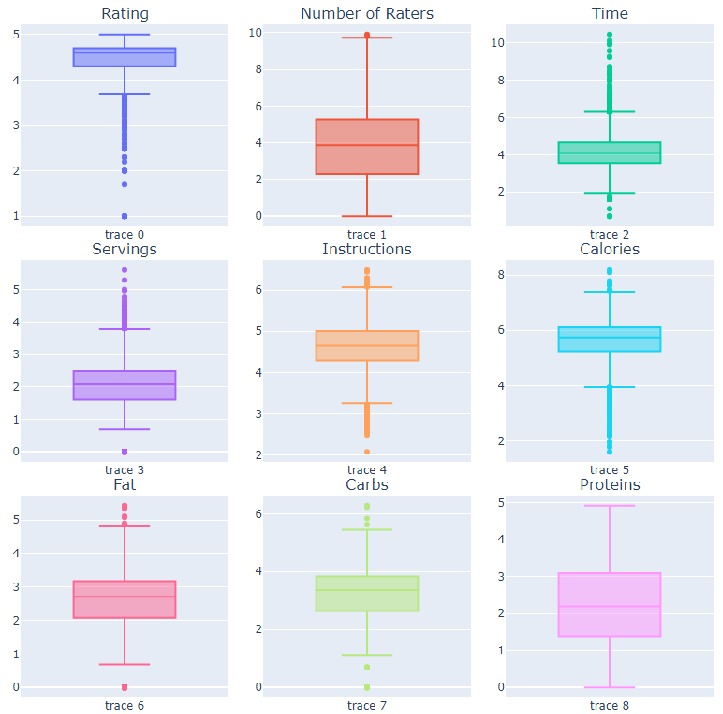 Rating
Number of Raters
Time
5
4
3
2
1
10
8
6
4
2
0
10
8
6
4
2
trace 0
trace 1
trace 2
Servings
Instructions
Calories
5
4
3
2
1
0
6
5
4
3
2
8
6
4
2
trace 3
trace 4
trace 5
Fat
Carbs
Proteins
5
4
3
2
1
0
6
4
2
0
5
4
3
2
1
0
trace 6
trace 7
trace 8